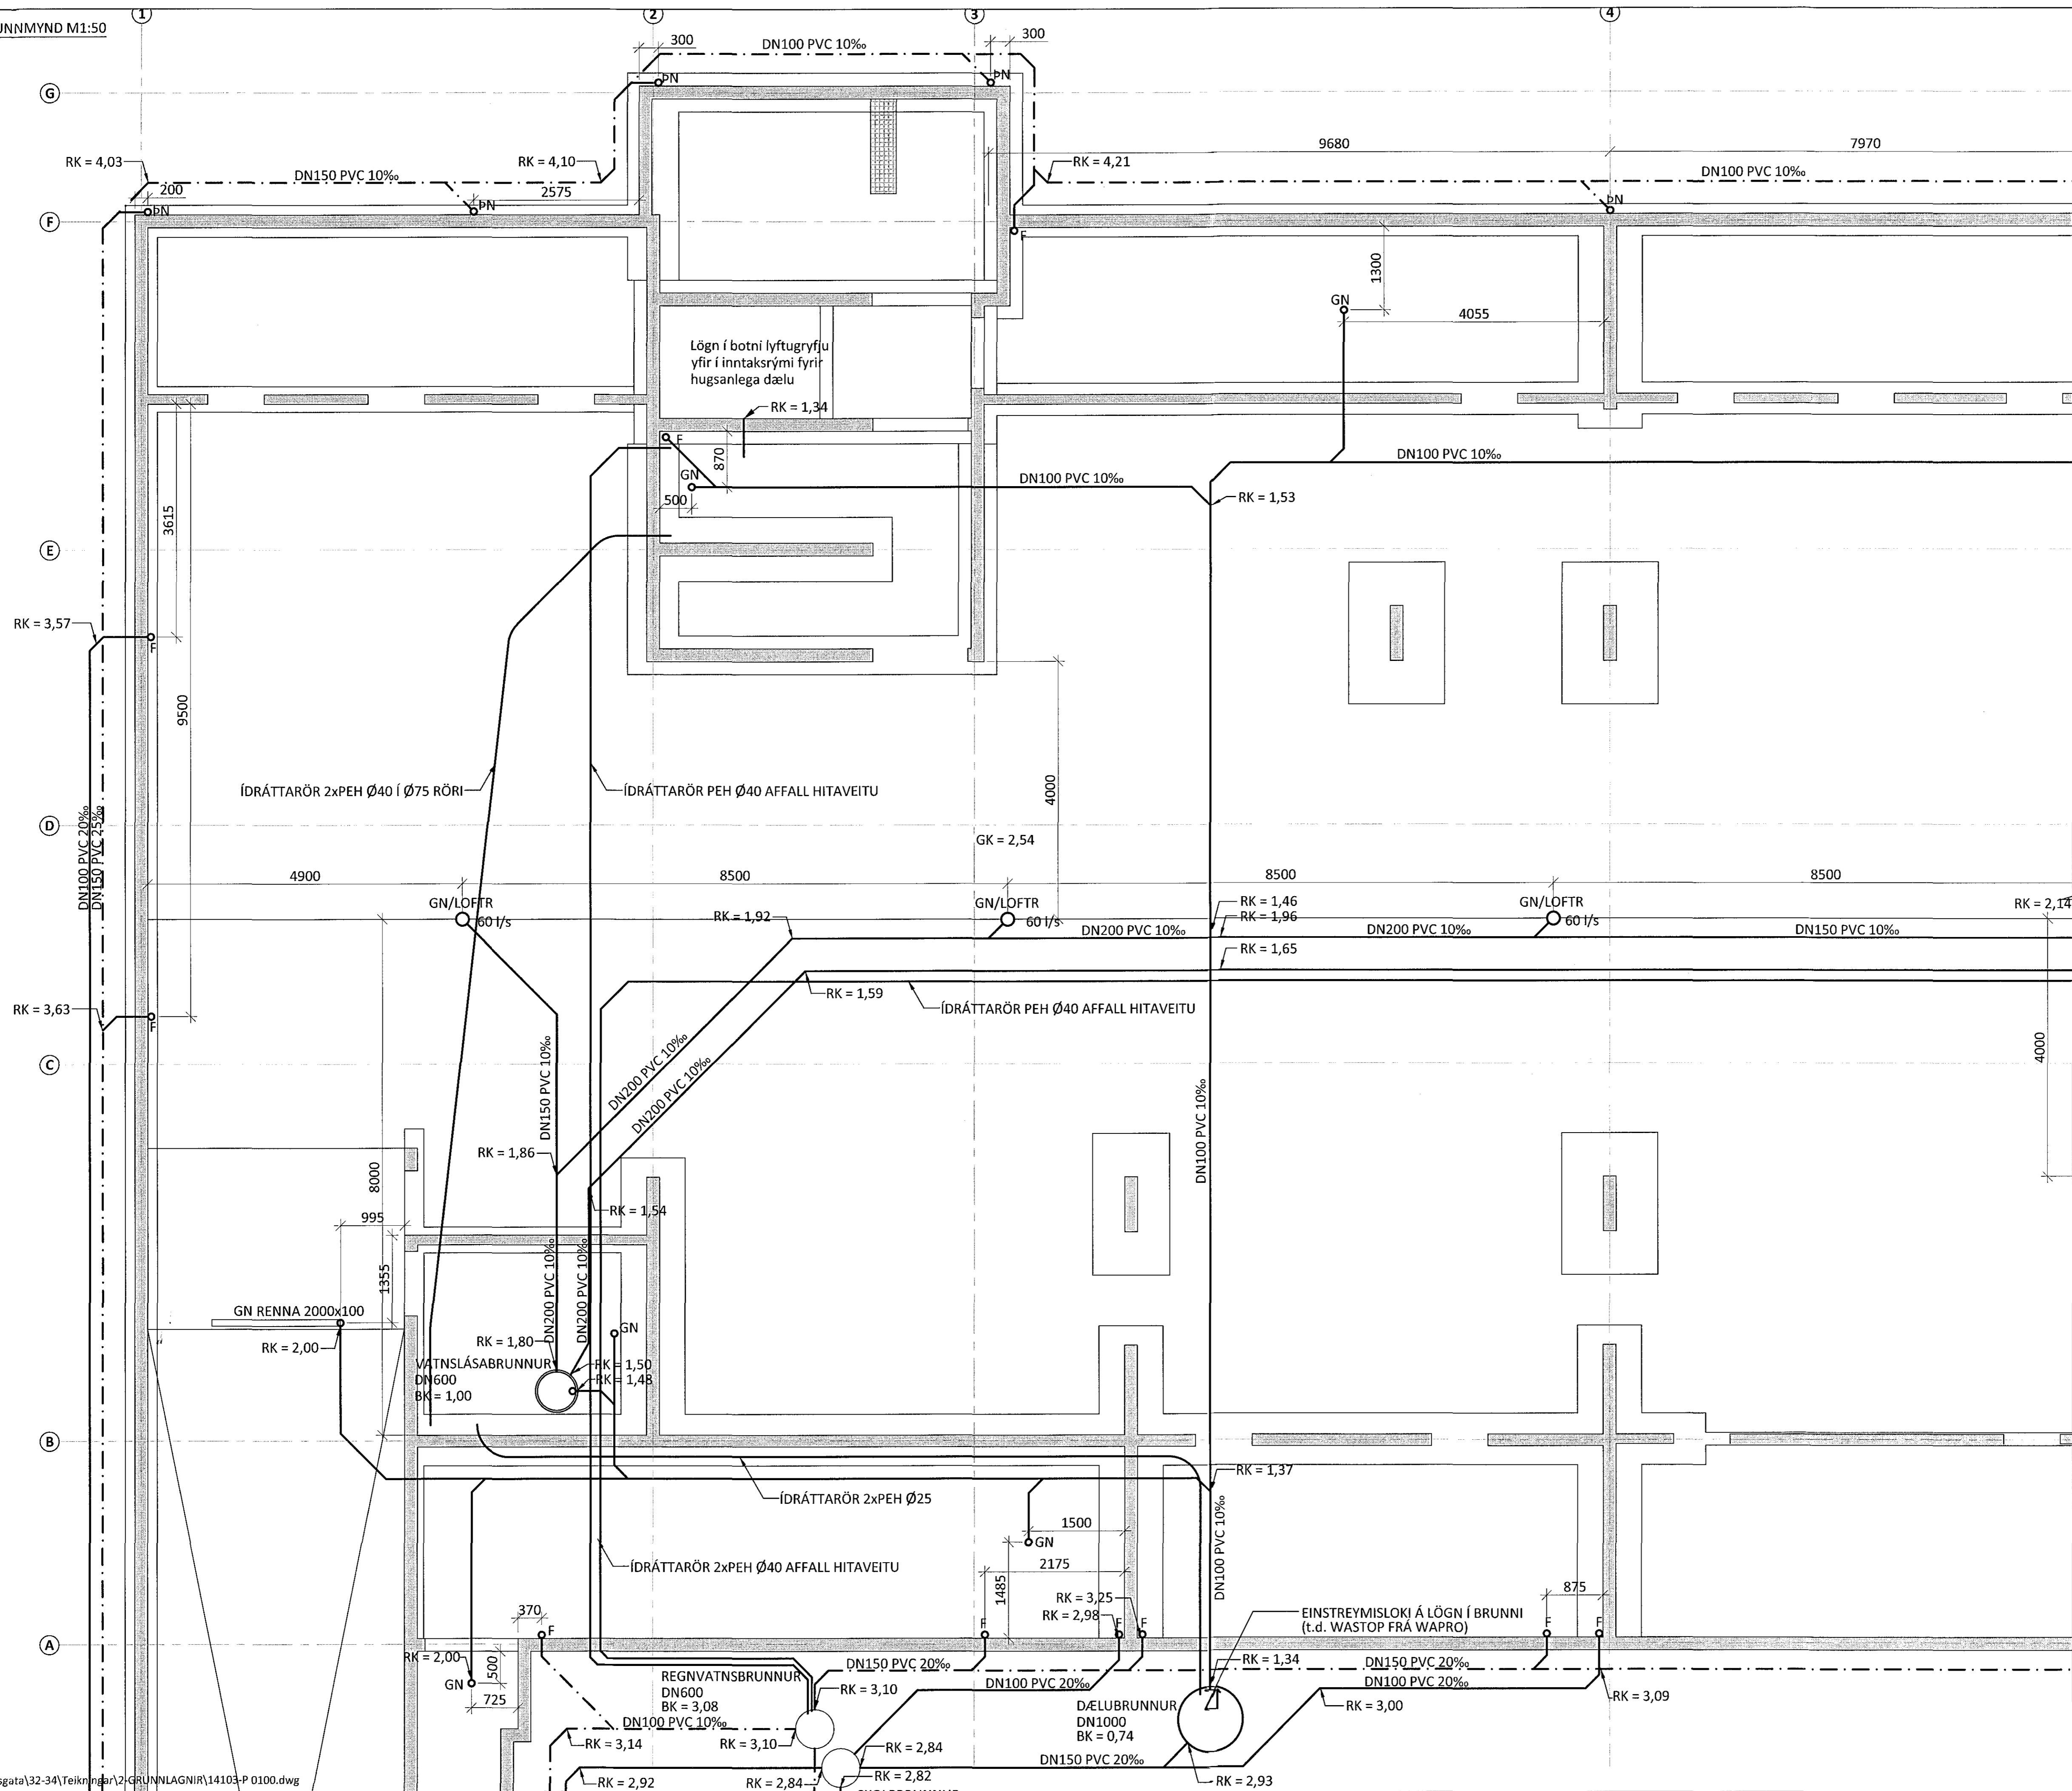 1
2
3
4
UNNMYND M1:50
300
DN100 PVC 10‰
300
ÞN
ÞN
G
9680
7970
RK = 4,03
RK = 4,10
RK = 4,21
DN150 PVC 10‰
DN100 PVC 10‰
200
2575
ÞN
ÞN
ÞN
F
F
1300
GN
4055
Lögn í botni lyftugryfju
yfir í inntaksrými fyrir
hugsanlega dælu
RK = 1,34
F
870
GN
500
DN100 PVC 10‰
DN100 PVC 10‰
RK = 1,53
3615
E
RK = 3,57
F
9500
ÍDRÁTTARÖR 2xPEH Ø40 Í Ø75 RÖRI
ÍDRÁTTARÖR PEH Ø40 AFFALL HITAVEITU
4000
D
DN100 PVC 20‰
DN150 PVC 25‰
GK = 2,54
4900
8500
8500
8500
GN/LOFTR
60 l/s
GN/LOFTR
60 l/s
GN/LOFTR
60 l/s
RK = 1,92
RK = 1,46
RK = 1,96
RK = 2,14
DN200 PVC 10‰
DN200 PVC 10‰
DN150 PVC 10‰
RK = 1,65
RK = 1,59
ÍDRÁTTARÖR PEH Ø40 AFFALL HITAVEITU
RK = 3,63
F
C
4000
DN150 PVC 10‰
DN200 PVC 10‰
DN200 PVC 10‰
DN100 PVC 10‰
RK = 1,86
8000
RK = 1,54
995
1355
DN200 PVC 10‰
DN200 PVC 10‰
GN RENNA 2000x100
GN
RK = 2,00
RK = 1,80
VATNSLÁSABRUNNUR
DN600
BK = 1,00
RK = 1,50
RK = 1,48
B
RK = 1,37
ÍDRÁTTARÖR 2xPEH Ø25
DN100 PVC 10‰
1500
GN
ÍDRÁTTARÖR 2xPEH Ø40 AFFALL HITAVEITU
2175
1485
RK = 3,25
RK = 2,98
875
370
F
F
F
F
F
F
EINSTREYMISLOKI Á LÖGN Í BRUNNI
(t.d. WASTOP FRÁ WAPRO)
A
RK = 2,00
500
GN
725
REGNVATNSBRUNNUR
DN600
BK = 3,08
DN150 PVC 20‰
RK = 1,34
DN150 PVC 20‰
DN100 PVC 20‰
DN100 PVC 20‰
RK = 3,10
RK = 3,09
DÆLUBRUNNUR
DN1000
BK = 0,74
RK = 3,00
DN100 PVC 10‰
RK = 3,14
RK = 3,10
RK = 2,84
DN150 PVC 20‰
RK = 2,92
RK = 2,84
RK = 2,82
RK = 2,93
sgata\32-34\Teikningar\2-GRUNNLAGNIR\14103-P 0100.dwg